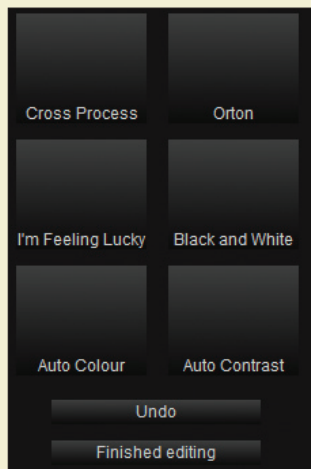 Cross Process
Orton
I'm Feeling Lucky
Black and White
Auto Colour
Auto Contrast
Undo
Finished editing